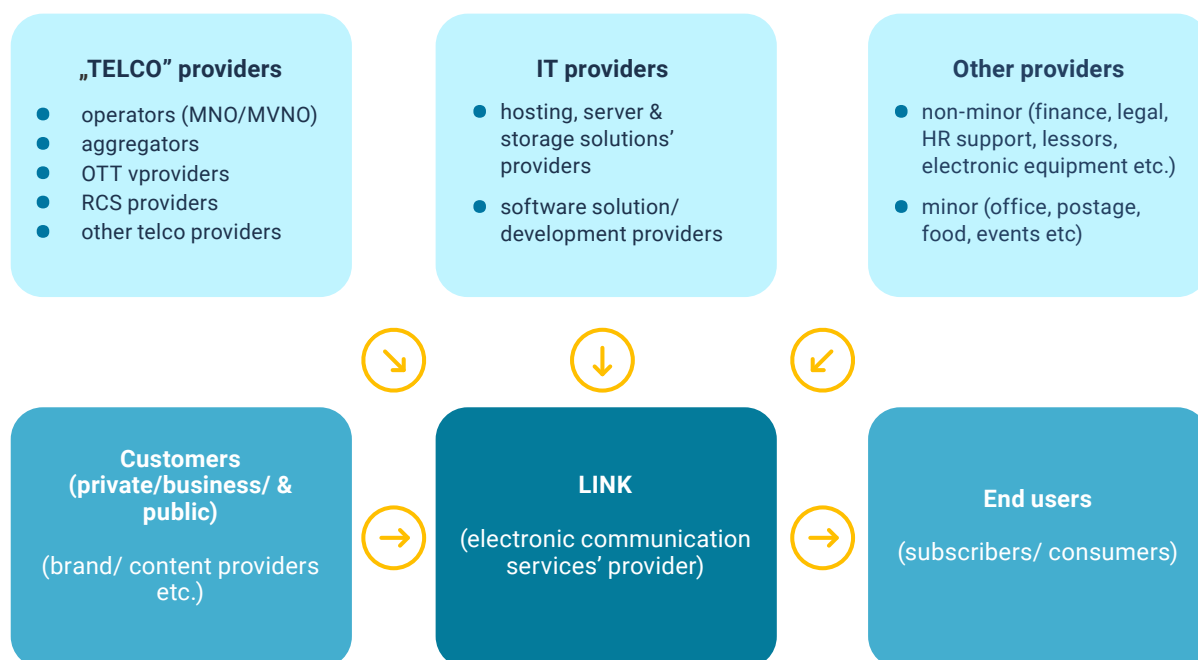 „TELCO” providers
operators (MNO/MVNO)
aggregators
OTT vproviders
RCS providers
other telco providers
IT providers
hosting, server &
storage solutions’
providers
software solution/
development providers
Other providers
non-minor (finance, legal,
HR support, lessors,
electronic equipment etc.)
minor (office, postage,
food, events etc)
Customers
(private/business/ &
public)
(brand/ content providers
etc.)
LINK
(electronic communication
services’ provider)
End users
(subscribers/ consumers)